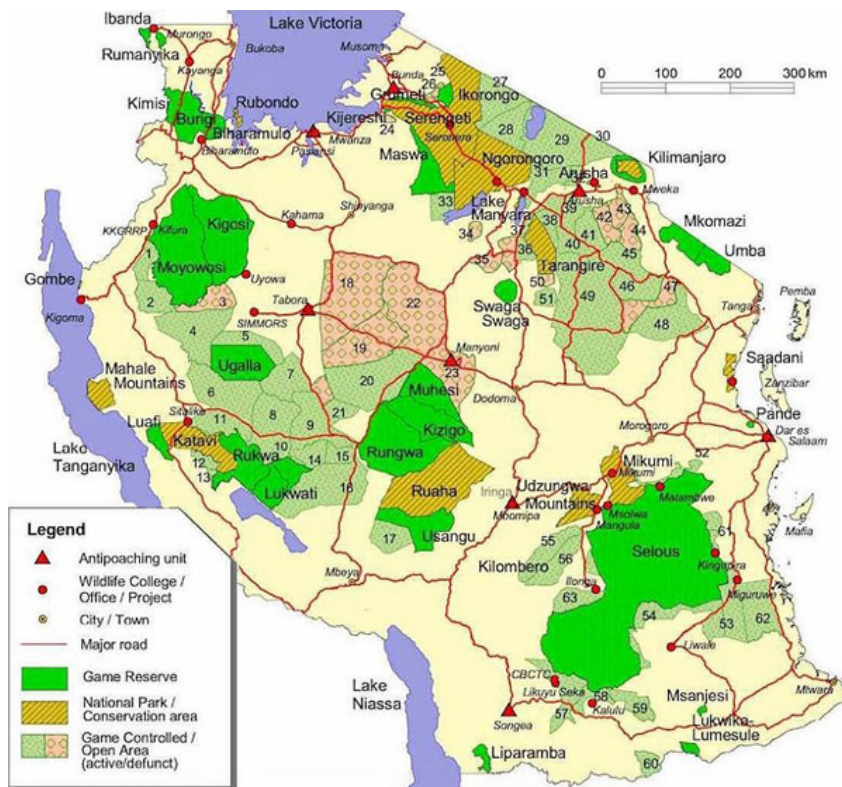 Ibanda
Murongo
Rumanyika
Kayanga
Bukoba
Lake Victoria
Musoma
Bunda
25
26
27
Grumeti
Ikorongo
0 100 200 300 km
Kimis
Burigi
Rubondo
Biharamulo
Biharamulo
Kijereshi
Mwanza
Pasiansi
24
Serengeti
Seronera
28
29
30
Maswa
Ngorongoro
31
Arusha
Arusha
Kilimanjaro
Mweka
33
Lake
Manyara
34
35
36
37
38
39
40
41
42
43
44
45
Mkomazi
Umba
Shinyanga
Kahama
Kigosi
KKGRRP
Kifura
Moyowosi
Uyowa
1
2
3
Gombe
Kigoma
Tabora
SIMMORS
18
22
Tarangire
50
51
49
46
47
48
Swaga
Swaga
Tanga
Pemba
4
5
Ugalla
7
19
20
Manyoni
23
Muhesi
Dodoma
Saadani
Zanzibar
Mahale
Mountains
6
Sitalike
8
9
21
Kizigo
Rungwa
Morogoro
Pande
Dar es
Salaam
Luafi
11
Katavi
10
12
13
Rukwa
14
15
Lukwati
16
Lake
Tanganyika
Ruaha
Iringa
Udzungwa
Mountains
Moomipa
Mikumi
Mikumi
52
Matambwe
Msolwa
Mangula
Mafia
Usangu
17
Mbeya
55
56
Kilombero
Ilonga
63
Selous
61
Kingupira
Miguruwe
53
62
54
Liwale
Lake
Niassa
CBCTC
Likuyu Seka
58
Kalulu
59
57
Songea
Msanjesi
Lukwika-
Lumesule
Mtwara
Liparamba
60
Legend
Antipoaching unit
Wildlife College /
Office / Project
City / Town
Major road
Game Reserve
National Park /
Conservation area
Game Controlled /
Open Area
(active/defunct)